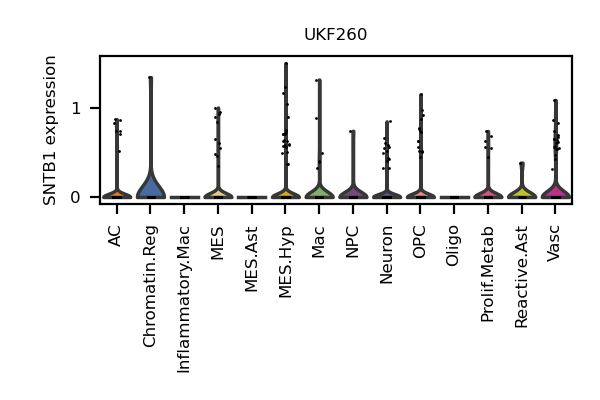 UKF260
SNTB1 expression
1
0
AC
Chromatin.Reg
Inflammatory.Mac
MES
MES.Ast
MES.Hyp
Mac
NPC
Neuron
OPC
Oligo
Prolif.Metab
Reactive.Ast
Vasc